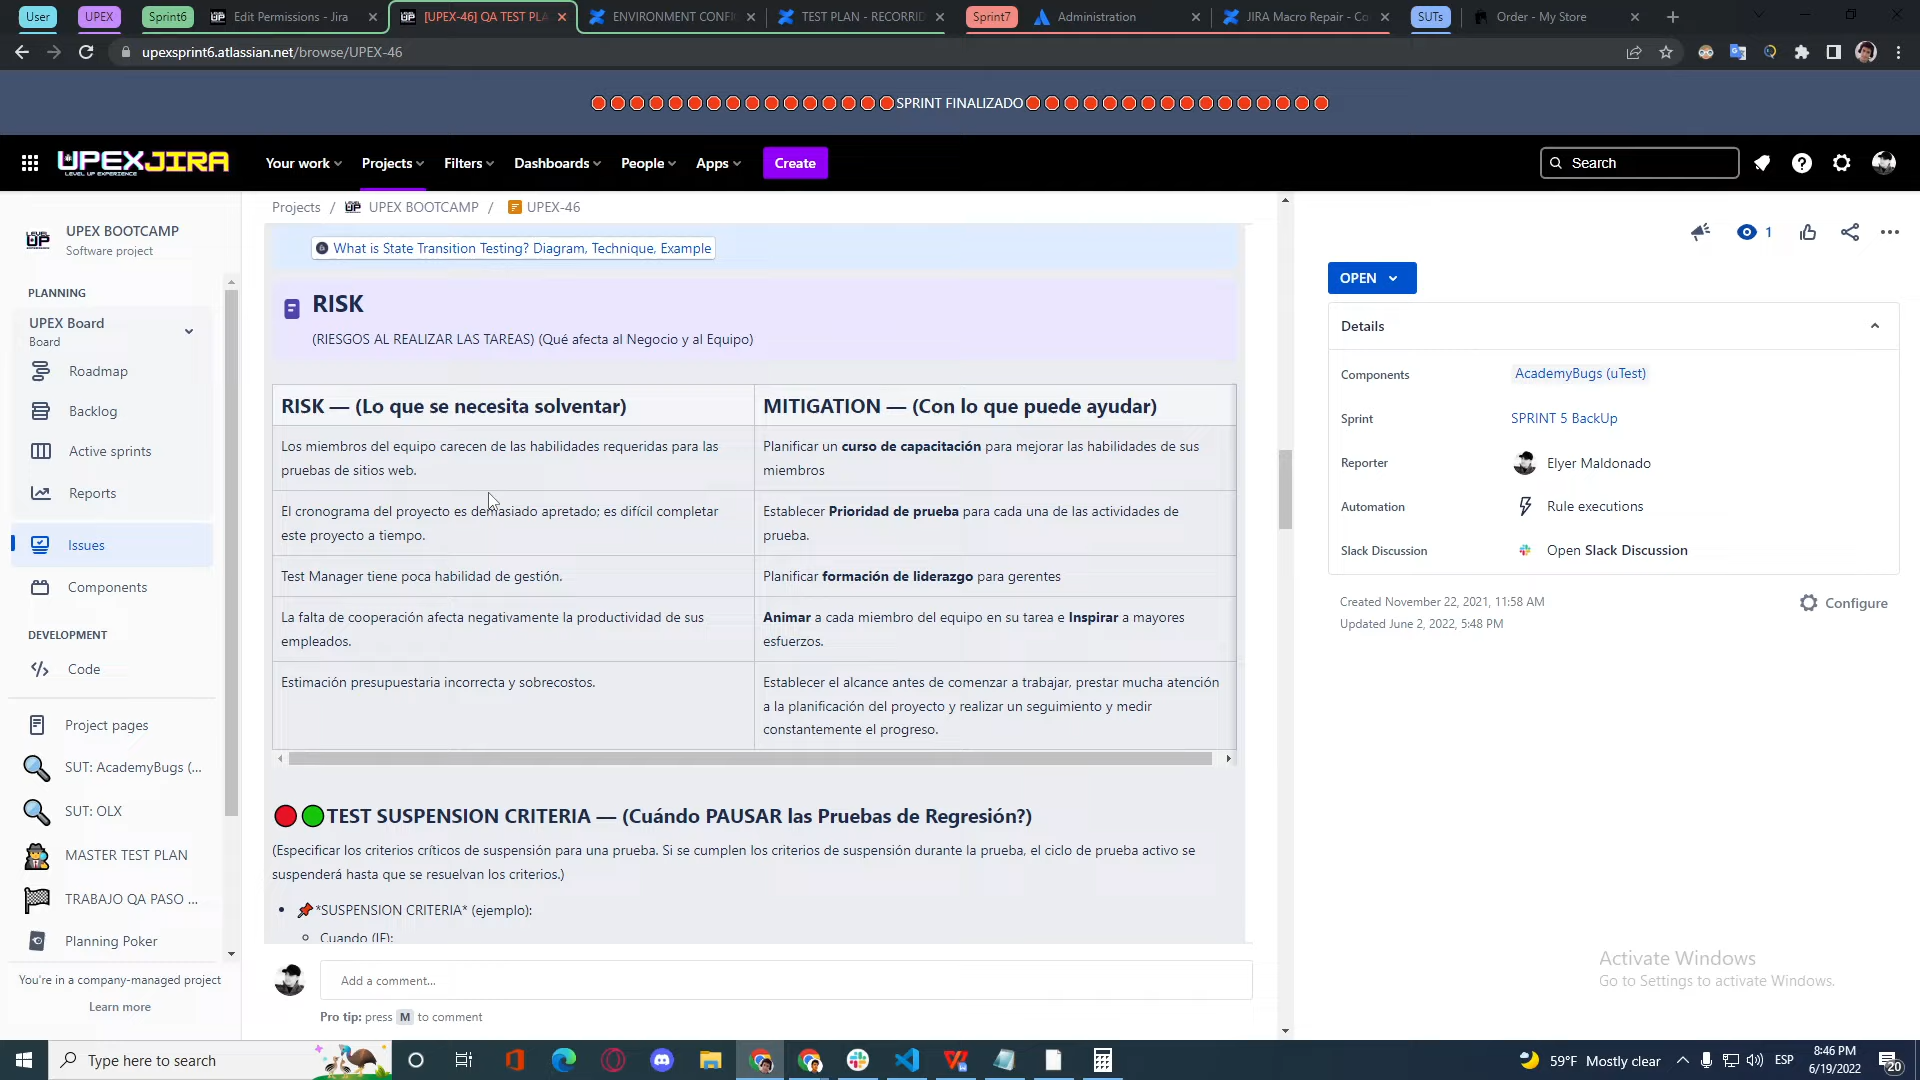 User
UPEX
Sprint6
Edit Permissions - Jira
[UPEX-46] QA TEST PLA
ENVIRONMENT CONFI
TEST PLAN - RECORRID
Sprint7
Administration
JIRA Macro Repair - Co
SUTs
Order - My Store
upexsprint6.atlassian.net/browse/UPEX-46
SPRINT FINALIZADO
UPEXJIRA
LEVEL UP EXPERIENCE
Your work
Projects
Filters
Dashboards
People
Apps
Create
Search
UPEX BOOTCAMP
Software project
PLANNING
UPEX Board
Board
Roadmap
Backlog
Active sprints
Reports
Issues
Components
DEVELOPMENT
Code
Project pages
SUT: AcademyBugs (...
SUT: OLX
MASTER TEST PLAN
TRABAJO QA PASO ...
Planning Poker
You're in a company-managed project
Learn more
Projects / UPEX BOOTCAMP / UPEX-46
What is State Transition Testing? Diagram, Technique, Example
RISK
(RIESGOS AL REALIZAR LAS TAREAS) (Qué afecta al Negocio y al Equipo)
RISK — (Lo que se necesita solventar)
MITIGATION — (Con lo que puede ayudar)
Los miembros del equipo carecen de las habilidades requeridas para las
pruebas de sitios web.
Planificar un curso de capacitación para mejorar las habilidades de sus
miembros
El cronograma del proyecto es demasiado apretado; es difícil completar
este proyecto a tiempo.
Establecer Prioridad de prueba para cada una de las actividades de
prueba.
Test Manager tiene poca habilidad de gestión.
Planificar formación de liderazgo para gerentes
La falta de cooperación afecta negativamente la productividad de sus
empleados.
Animar a cada miembro del equipo en su tarea e Inspirar a mayores
esfuerzos.
Estimación presupuestaria incorrecta y sobrecostos.
Establecer el alcance antes de comenzar a trabajar, prestar mucha atención
a la planificación del proyecto y realizar un seguimiento y medir
constantemente el progreso.
TEST SUSPENSION CRITERIA — (Cuándo PAUSAR las Pruebas de Regresión?)
(Especificar los criterios críticos de suspensión para una prueba. Si se cumplen los criterios de suspensión durante la prueba, el ciclo de prueba activo se
suspenderá hasta que se resuelvan los criterios.)
*SUSPENSION CRITERIA* (ejemplo):
Cuando (IF):
Add a comment...
Pro tip: press M to comment
1
OPEN
Details
Components
AcademyBugs (uTest)
Sprint
SPRINT 5 BackUp
Reporter
Elyer Maldonado
Automation
Rule executions
Slack Discussion
Open Slack Discussion
Created November 22, 2021, 11:58 AM
Updated June 2, 2022, 5:48 PM
Configure
Activate Windows
Go to Settings to activate Windows.
Type here to search
59°F Mostly clear
ESP
8:46 PM
6/19/2022
20